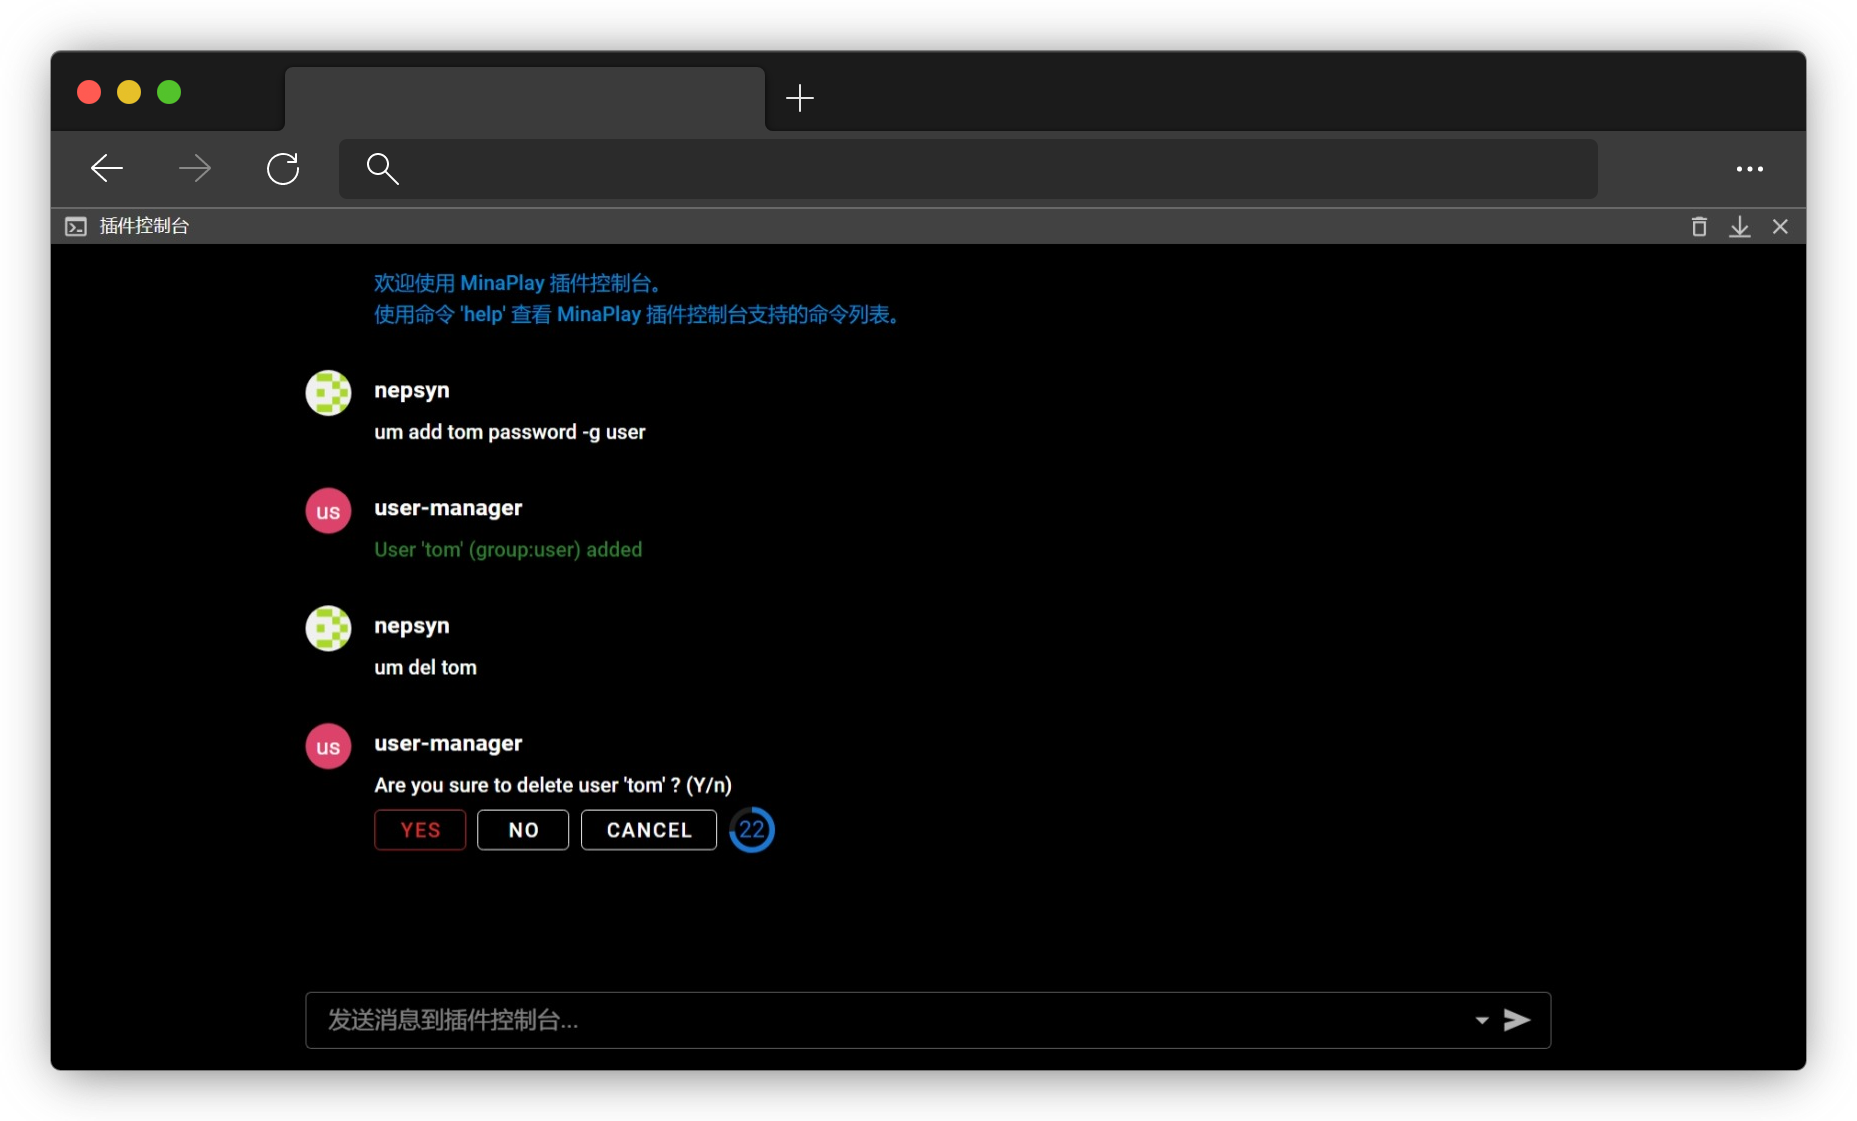 插件控制台
欢迎使用 MinaPlay 插件控制台。
使用命令 'help' 查看 MinaPlay 插件控制台支持的命令列表。
nepsyn
um add tom password -g user
us
user-manager
User 'tom' (group:user) added
nepsyn
um del tom
us
user-manager
Are you sure to delete user 'tom' ? (Y/n)
YES NO CANCEL 22
发送消息到插件控制台...